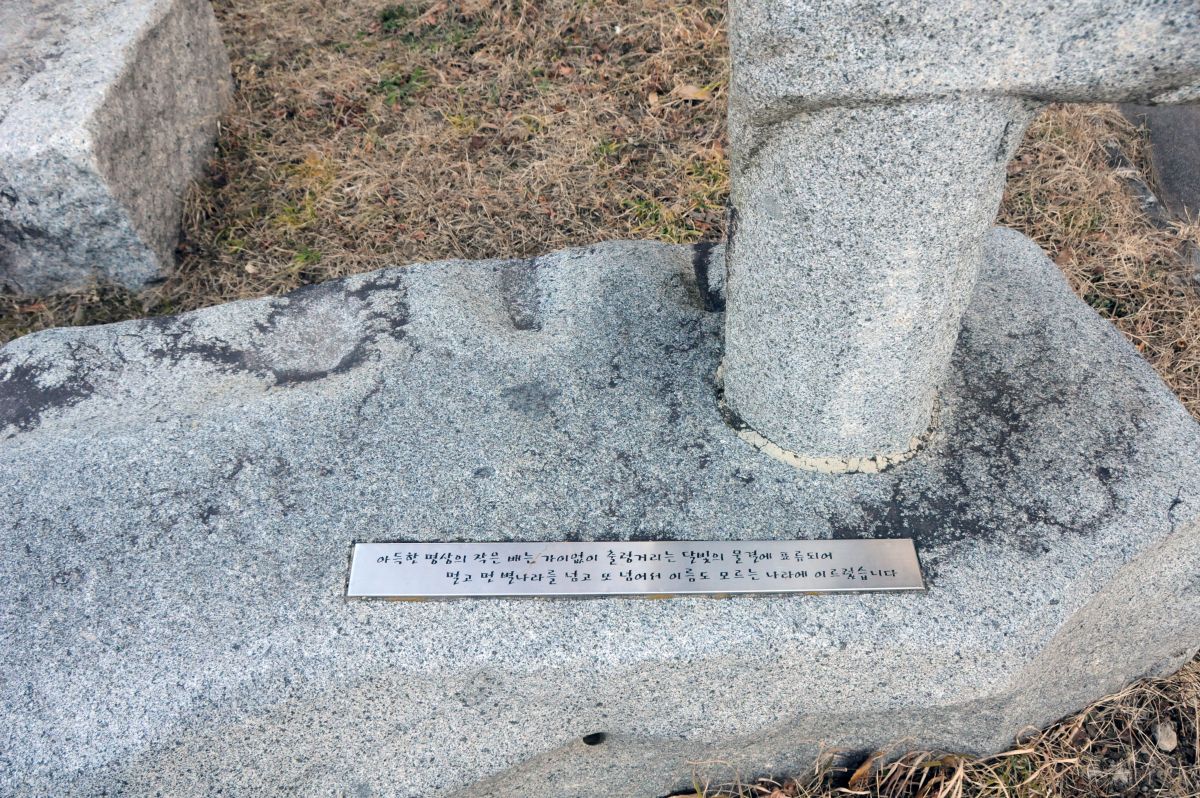 아득한 명상의 작은 배는 가이없이 출렁거리는 달빛의 물결에 표류되어
멀고 먼 별나라를 넘고 또 넘어서 이름도 모르는 나라에 이르렀습니다